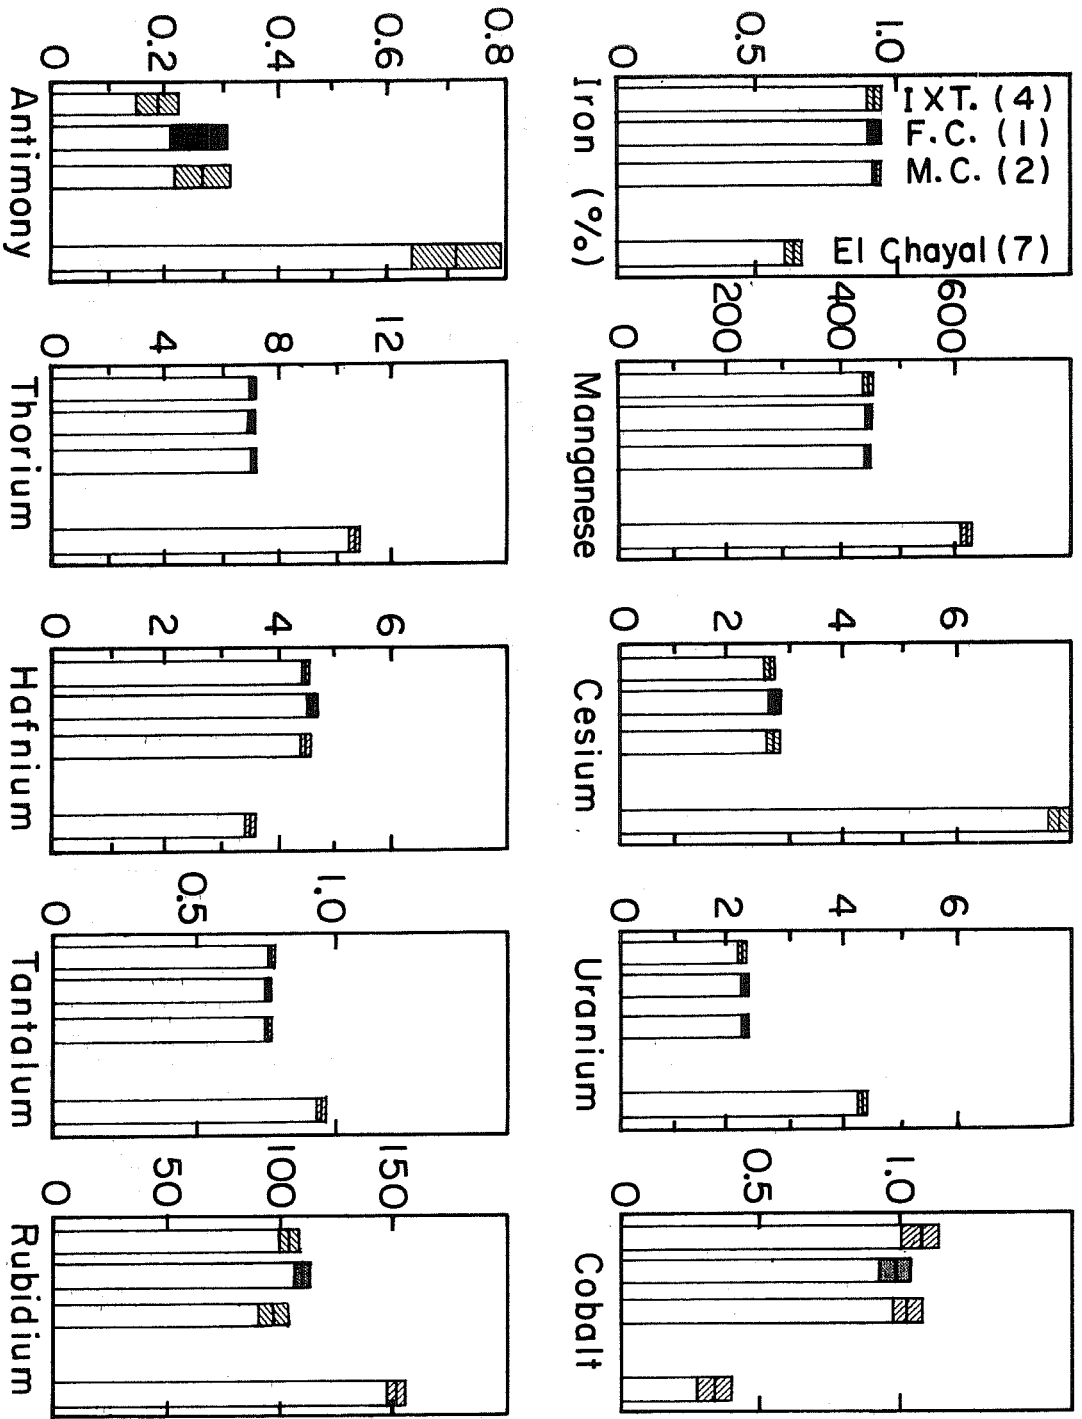 1.0
0.5
0
IXT. (4)
F.C. (1)
M.C. (2)
El Chayal (7)
Iron (%)
600
400
200
0
Manganese
6
4
2
0
Cesium
6
4
2
0
Uranium
1.0
0.5
0
Cobalt
0.8
0.6
0.4
0.2
0
Antimony
12
8
4
0
Thorium
6
4
2
0
Hafnium
1.0
0.5
0
Tantalum
150
100
50
0
Rubidium